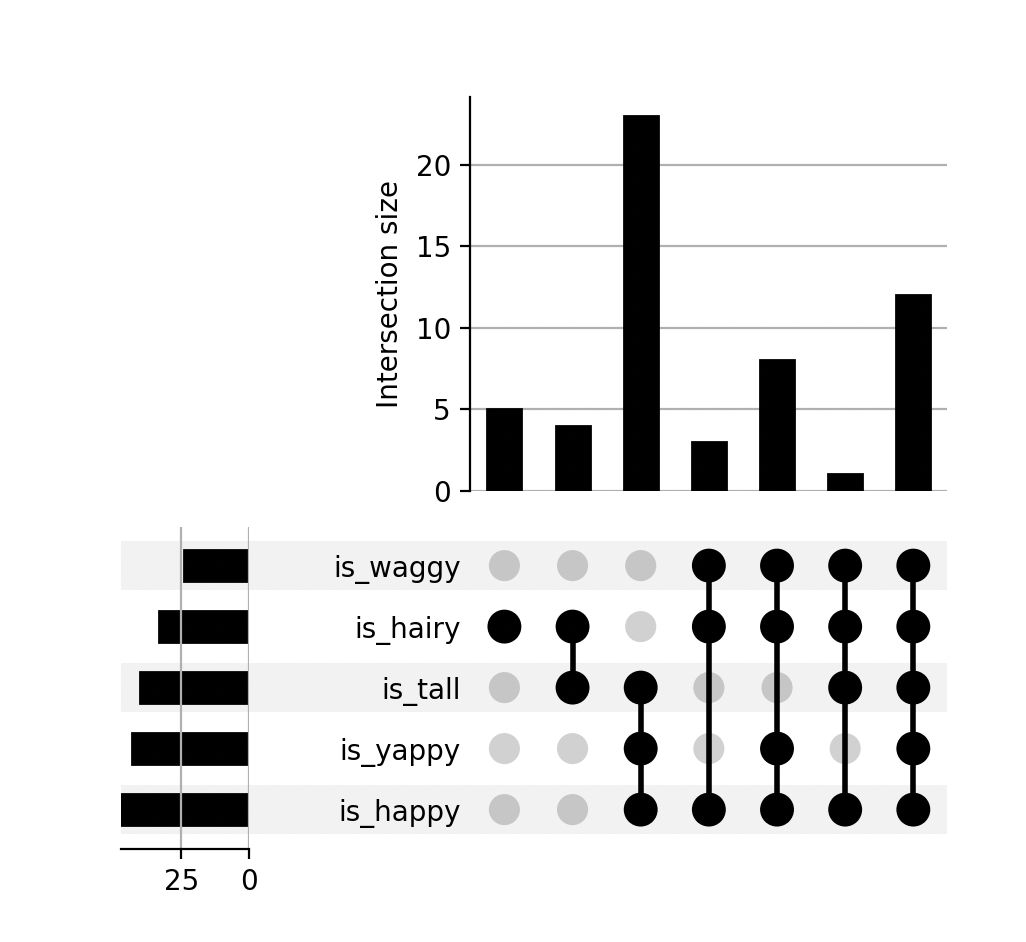 Intersection size
20
15
10
5
0
is_waggy
is_hairy
is_tall
is_yappy
is_happy
25 0